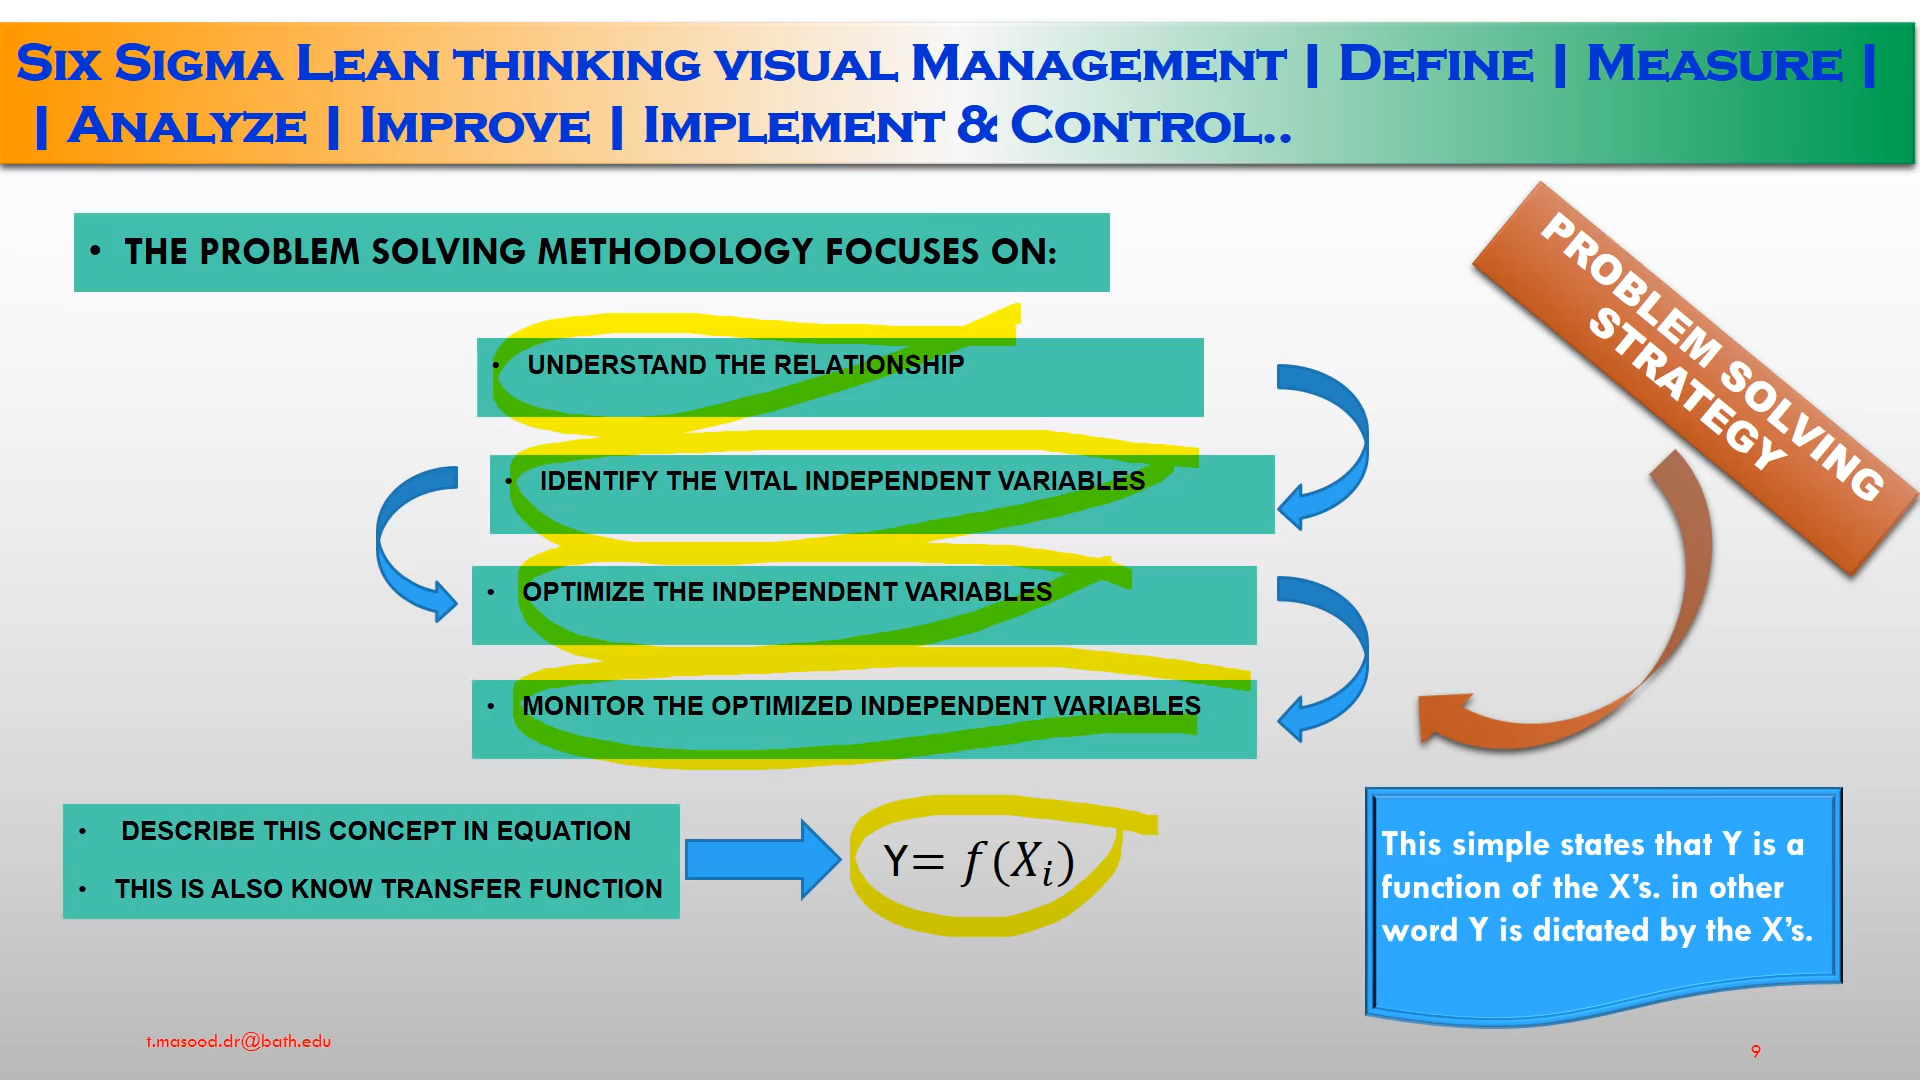 Six Sigma Lean thinking visual Management | Define | Measure |
| Analyze | Improve | Implement & Control..
• THE PROBLEM SOLVING METHODOLOGY FOCUSES ON:
PROBLEM SOLVING
STRATEGY
• UNDERSTAND THE RELATIONSHIP
• IDENTIFY THE VITAL INDEPENDENT VARIABLES
• OPTIMIZE THE INDEPENDENT VARIABLES
• MONITOR THE OPTIMIZED INDEPENDENT VARIABLES
• DESCRIBE THIS CONCEPT IN EQUATION
• THIS IS ALSO KNOW TRANSFER FUNCTION
Y= f(Xᵢ)
This simple states that Y is a
function of the X’s. in other
word Y is dictated by the X’s.
t.masood.dr@bath.edu
9